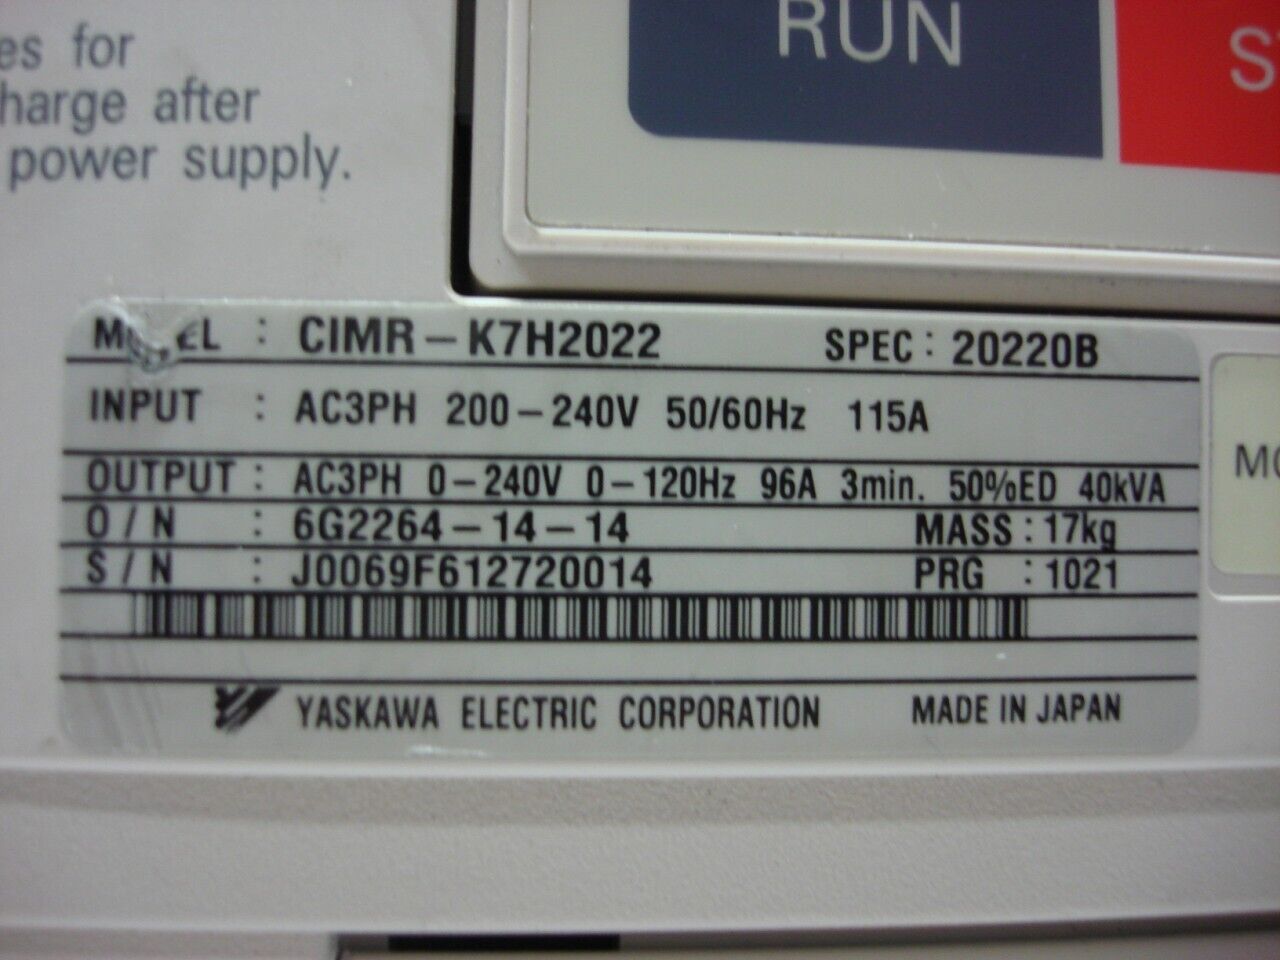 es for
harge after
power supply.
RUN
MODEL : CIMR-K7H2022 SPEC: 20220B
INPUT : AC3PH 200-240V 50/60Hz 115A
OUTPUT : AC3PH 0-240V 0-120Hz 96A 3min. 50%ED 40kVA
O/N : 6G2264-14-14 MASS : 17kg
S/N : J0069F612720014 PRG : 1021
YASKAWA ELECTRIC CORPORATION MADE IN JAPAN